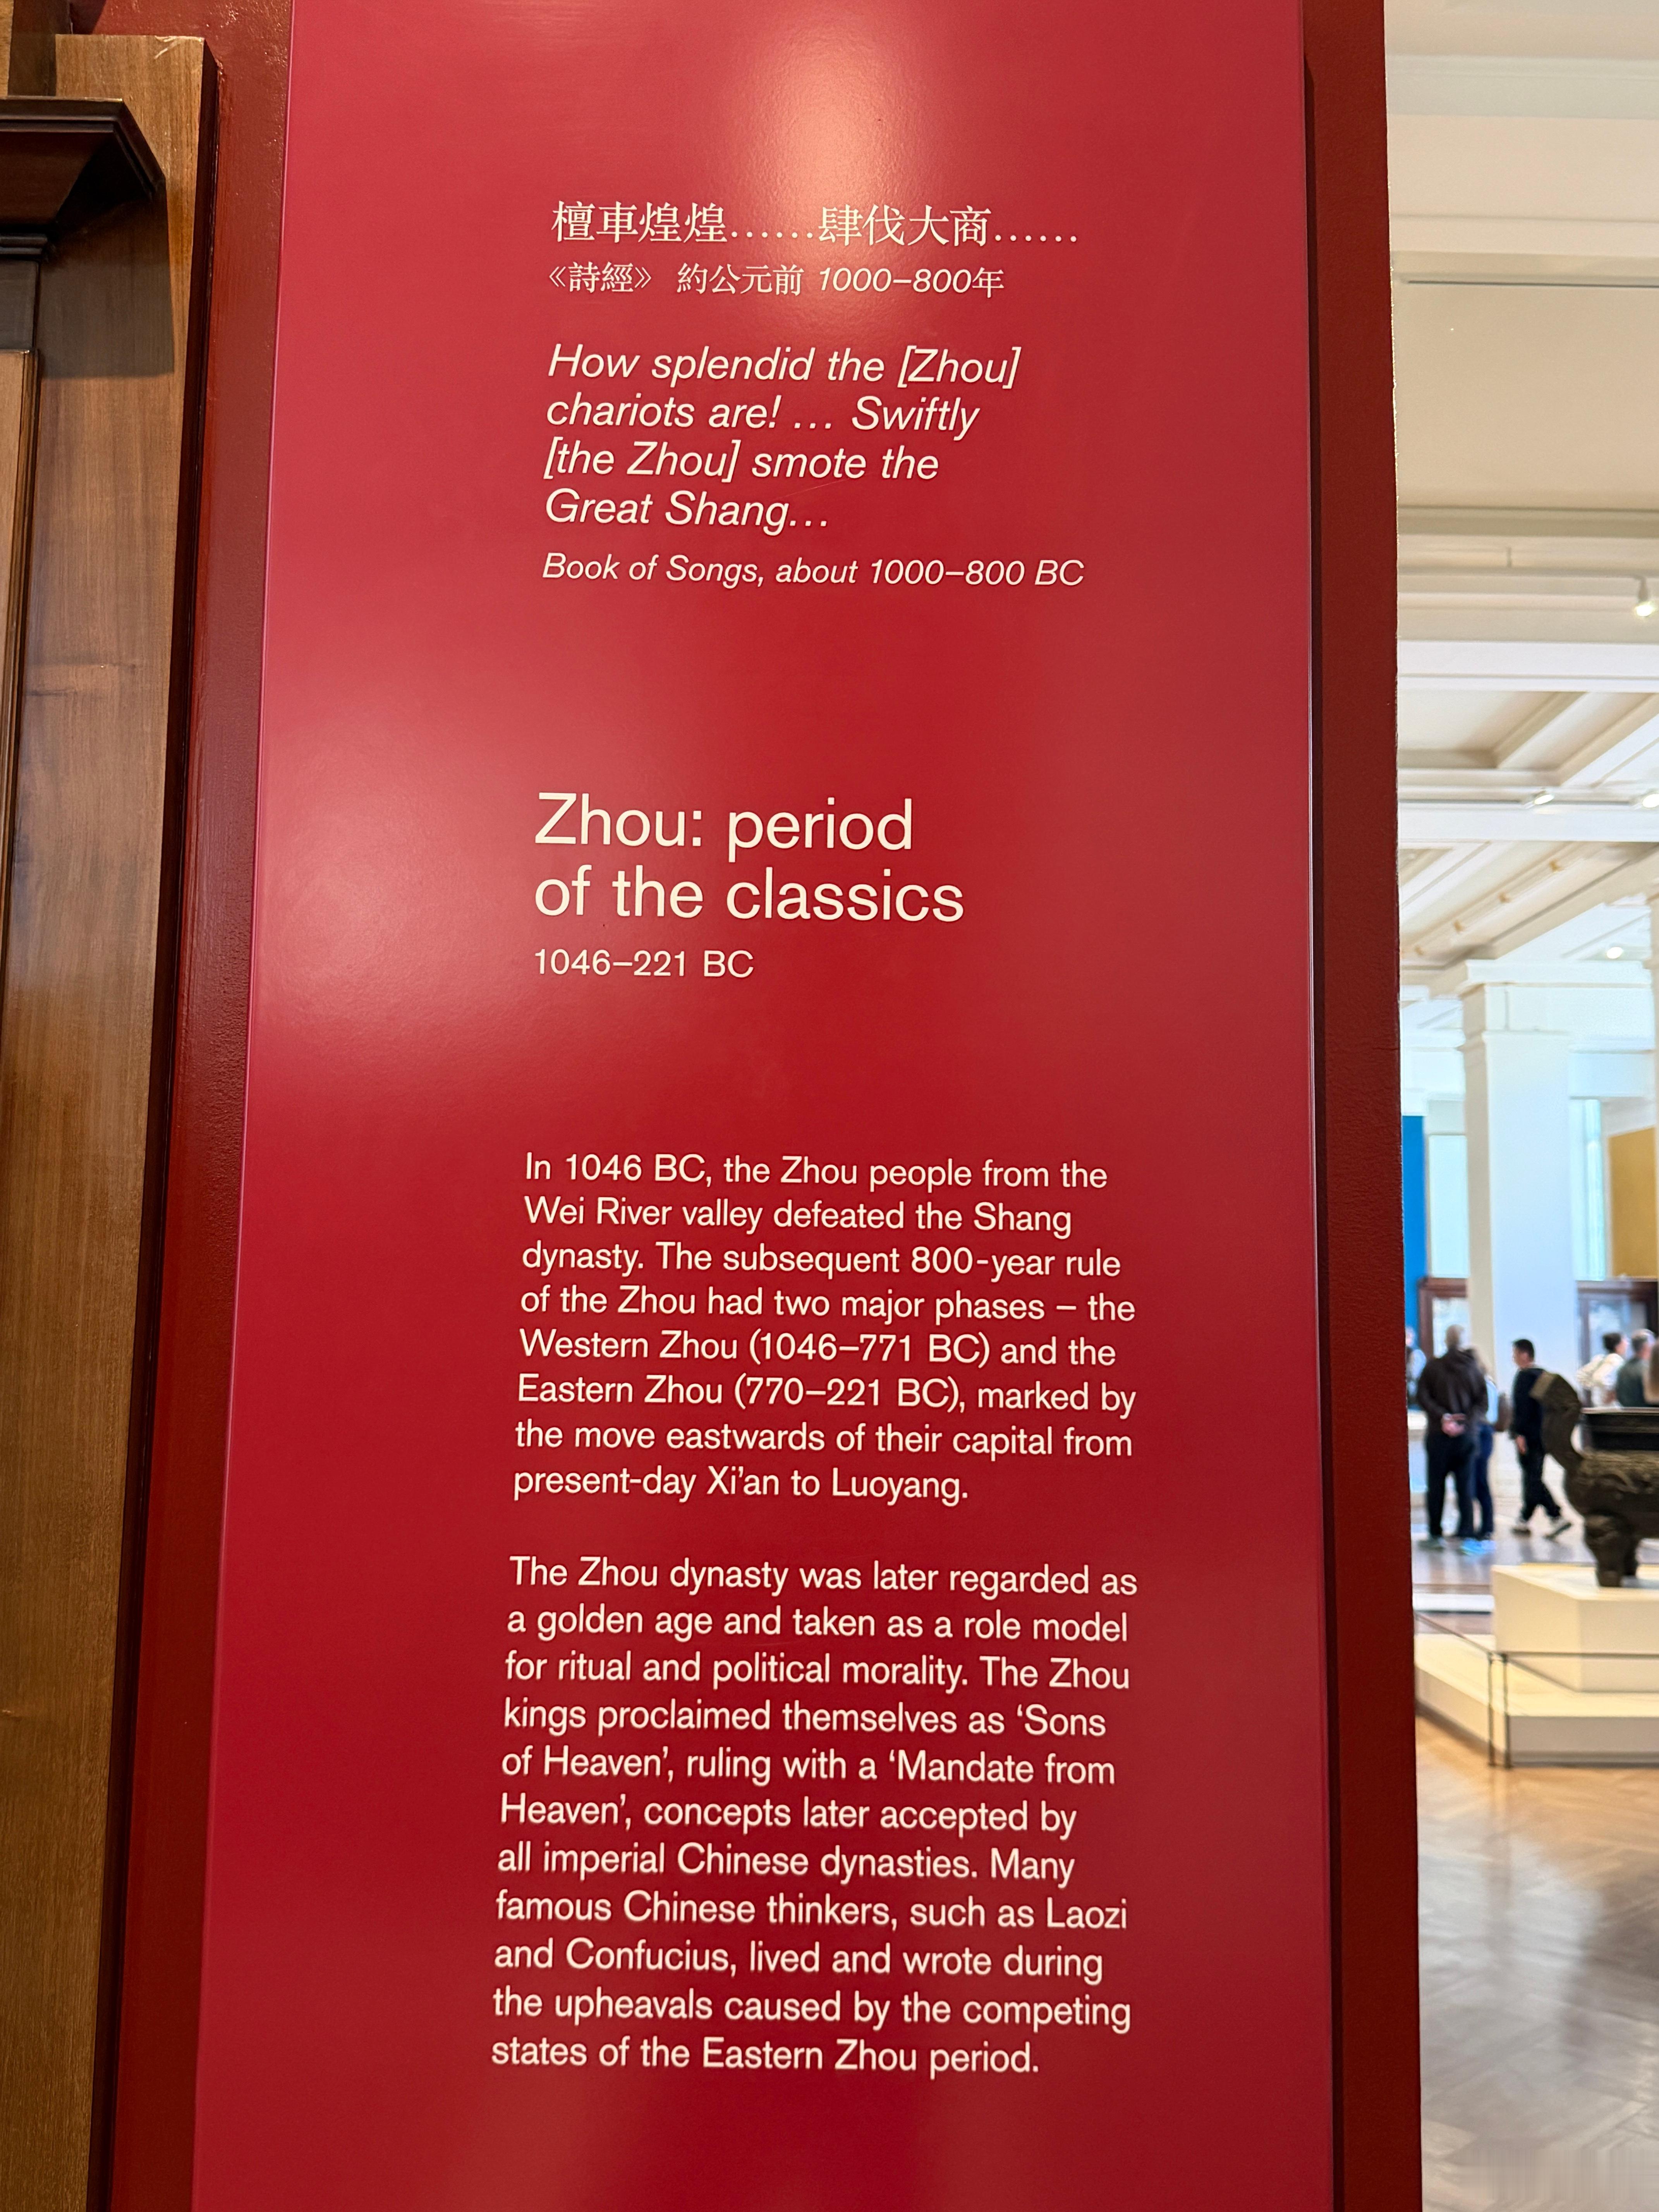 檀車煌煌……肆伐大商……
《詩經》 約公元前 1000–800年
How splendid the [Zhou]
chariots are! … Swiftly
[the Zhou] smote the
Great Shang…
Book of Songs, about 1000–800 BC
Zhou: period
of the classics
1046–221 BC
In 1046 BC, the Zhou people from the
Wei River valley defeated the Shang
dynasty. The subsequent 800-year rule
of the Zhou had two major phases – the
Western Zhou (1046–771 BC) and the
Eastern Zhou (770–221 BC), marked by
the move eastwards of their capital from
present-day Xi’an to Luoyang.
The Zhou dynasty was later regarded as
a golden age and taken as a role model
for ritual and political morality. The Zhou
kings proclaimed themselves as ‘Sons
of Heaven’, ruling with a ‘Mandate from
Heaven’, concepts later accepted by
all imperial Chinese dynasties. Many
famous Chinese thinkers, such as Laozi
and Confucius, lived and wrote during
the upheavals caused by the competing
states of the Eastern Zhou period.